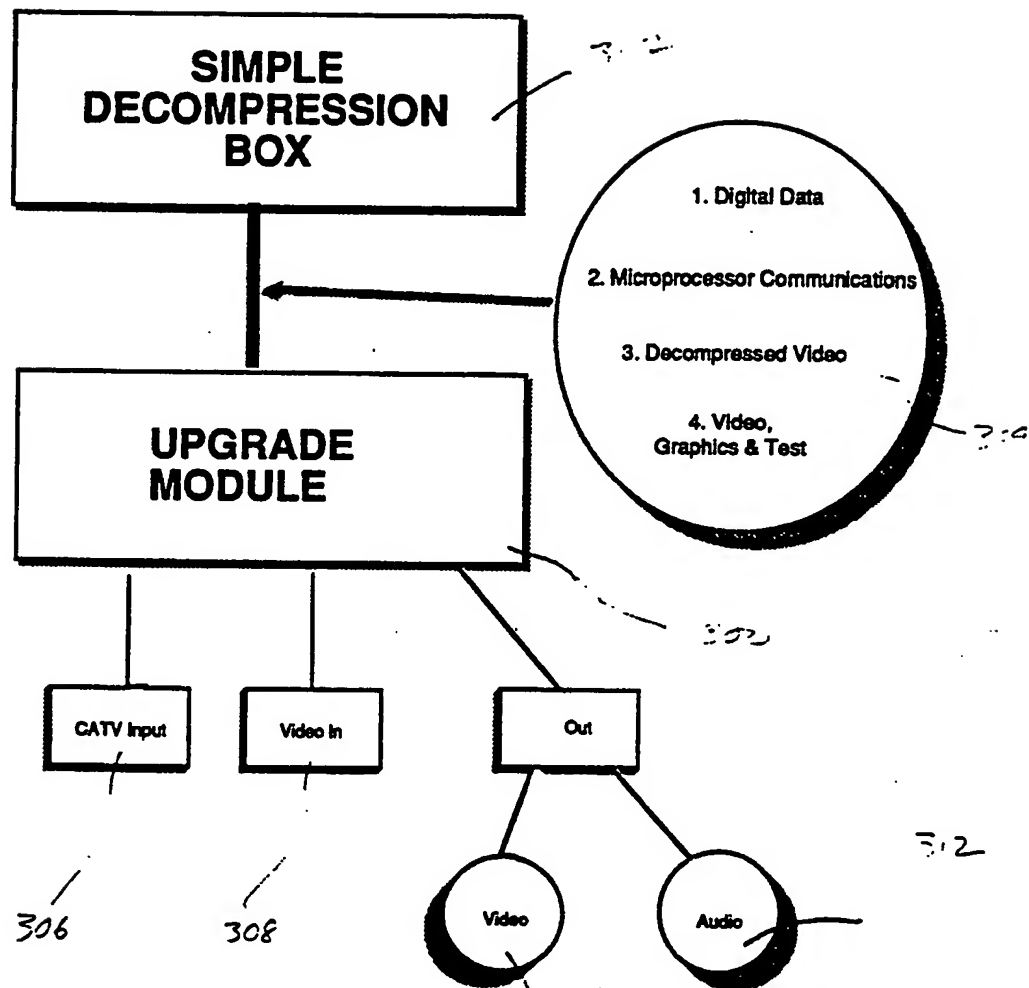 SIMPLE
DECOMPRESSION
BOX
1. Digital Data
2. Microprocessor Communications
3. Decompressed Video
4. Video,
Graphics & Test
UPGRADE
MODULE
CATV Input
Video In
Out
312
306
308
Video
Audio